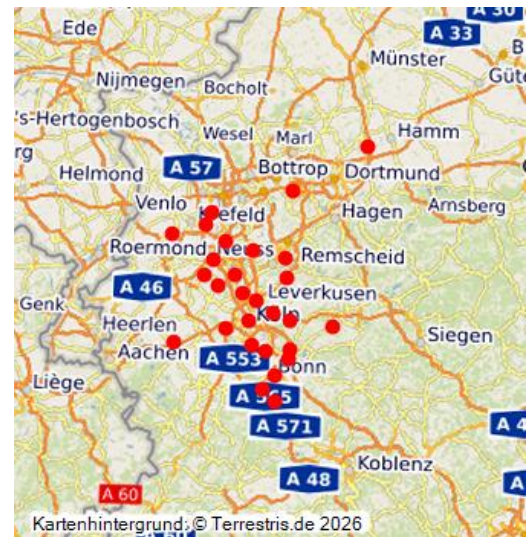 A 30
Ede
A 33
Münster
Nijmegen
Bocholt
Güte
's-Hertogenbosch
Wesel
Marl
Hamm
rg
A 57
Bottrop
Helmond
Dortmund
Venlo
Krefeld
Hagen
Arnsberg
Roermond
Neuss
Remscheid
A 46
Genk
Leverkusen
Köln
Heerlen
Siegen
Aachen
A 553
Bonn
Liège
A 565
A 4
A 571
Koblenz
A 48
A
A 60
Kartenhintergrund: © Terrestris.de 2026